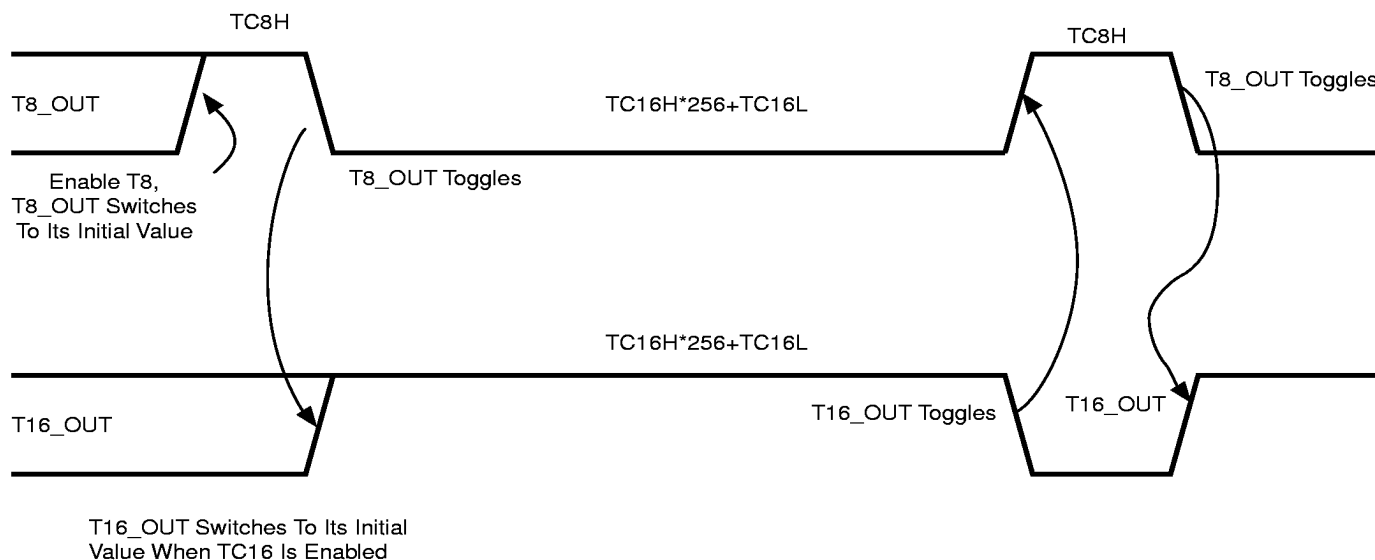 TC8H
TC8H
T8_OUT
TC16H*256+TC16L
T8_OUT Toggles
Enable T8,
T8_OUT Switches
To Its Initial Value
T8_OUT Toggles
TC16H*256+TC16L
T16_OUT
T16_OUT Toggles
T16_OUT
T16_OUT Switches To Its Initial
Value When TC16 Is Enabled